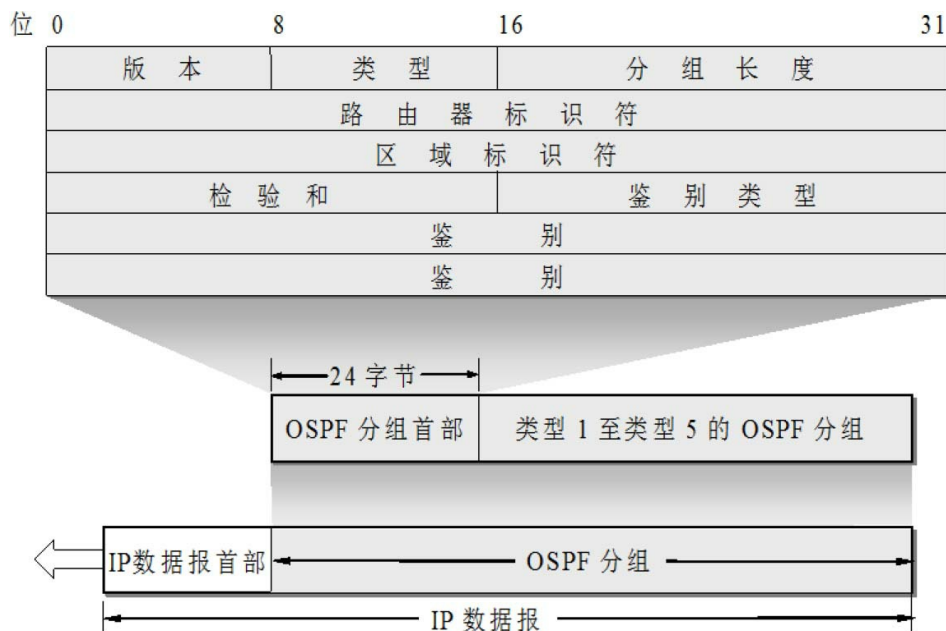 位 0 8 16 31
版 本 类 型 分 组 长 度
路 由 器 标 识 符
区 域 标 识 符
检 验 和 鉴 别 类 型
鉴 别
鉴 别
24 字节
OSPF 分组首部 类型 1 至类型 5 的 OSPF 分组
IP数据报首部 OSPF 分组
IP 数据报